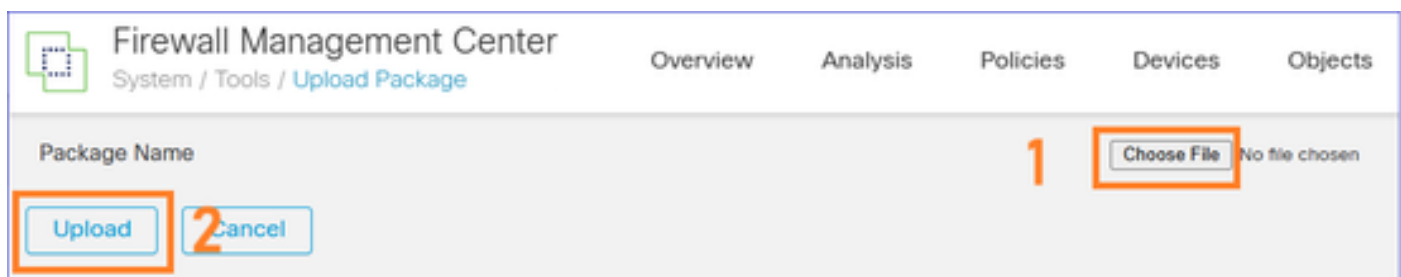 Firewall Management Center
System / Tools / Upload Package
Overview Analysis Policies Devices Objects
Package Name
1
Choose File No file chosen
Upload
2
Cancel